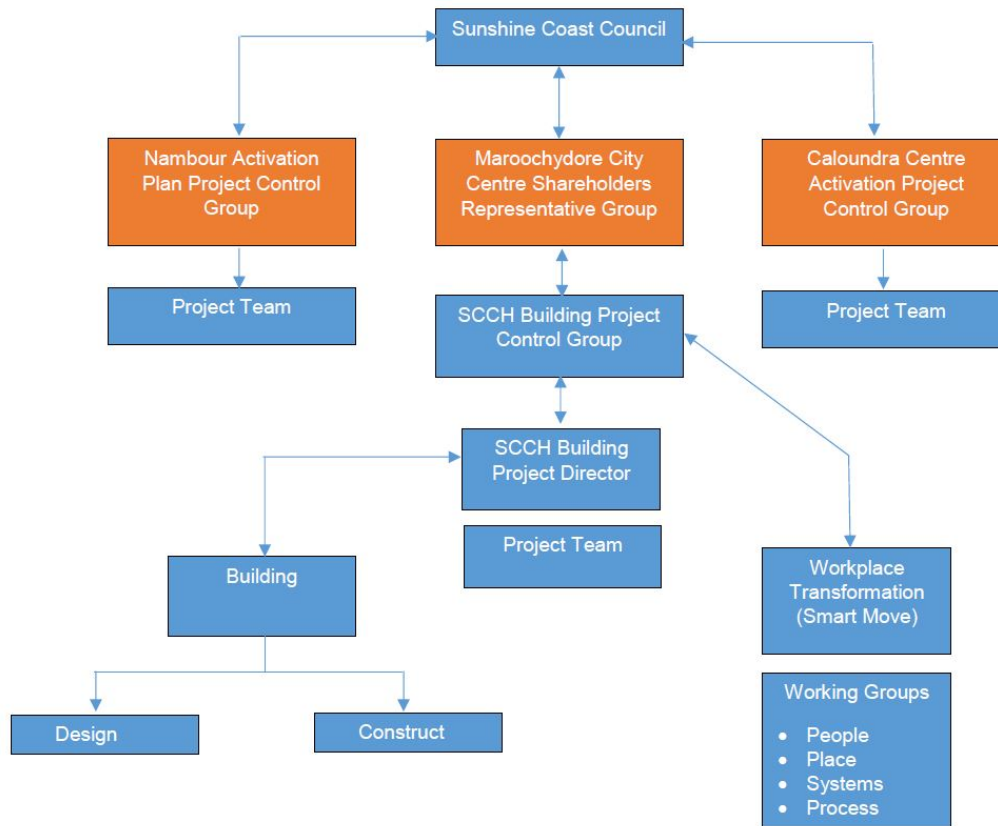 Sunshine Coast Council
Nambour Activation
Plan Project Control
Group
Maroochydore City
Centre Shareholders
Representative Group
Caloundra Centre
Activation Project
Control Group
Project Team
SCCH Building Project
Control Group
Project Team
SCCH Building
Project Director
Project Team
Building
Workplace
Transformation
(Smart Move)
Design
Construct
Working Groups
• People
• Place
• Systems
• Process